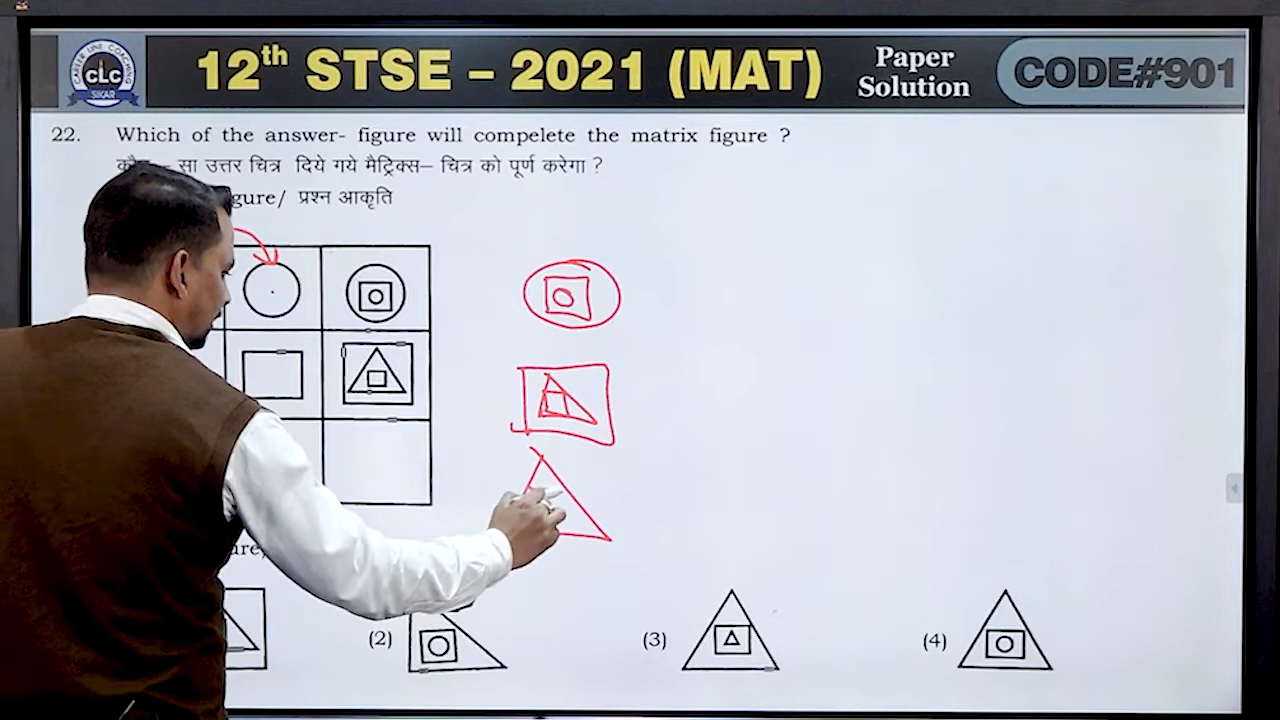 CAREER LINE COACHING
CLC
SIKAR
12th STSE – 2021 (MAT)
Paper
Solution
CODE#901
22. Which of the answer- figure will compelete the matrix figure ?
– सा उत्तर चित्र दिये गये मैट्रिक्स– चित्र को पूर्ण करेगा ?
gure/ प्रश्न आकृति
(2)
(3)
(4)